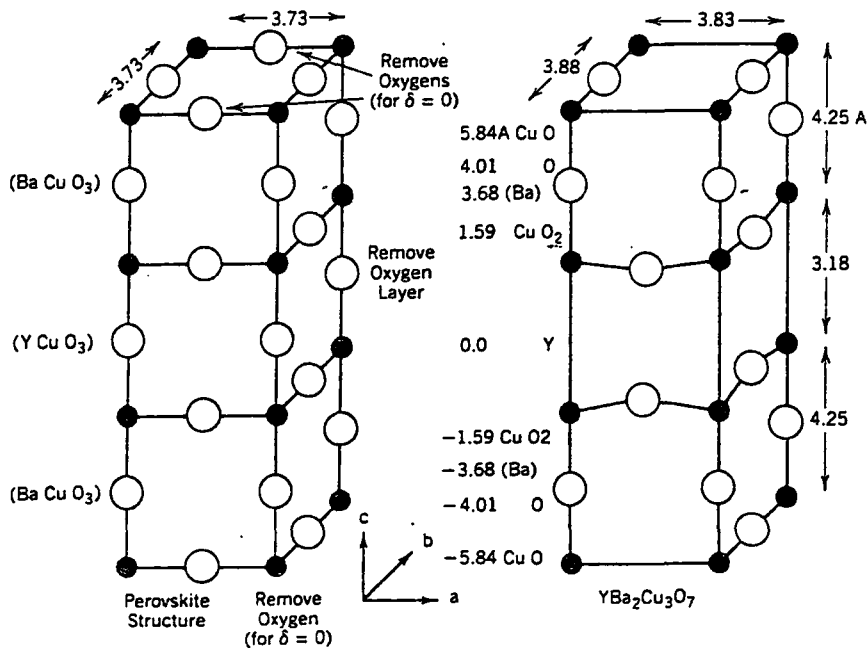 3.73
3.73
Remove
Oxygens
(for δ = 0)
(Ba Cu O₃)
(Y Cu O₃)
(Ba Cu O₃)
Remove
Oxygen
Layer
Perovskite
Structure
Remove
Oxygen
(for δ = 0)
c
b
a
3.83
3.88
5.84A Cu O
4.01 O
3.68 (Ba)
1.59 Cu O₂
0.0 Y
−1.59 Cu O2
−3.68 (Ba)
−4.01 O
−5.84 Cu O
4.25 A
3.18
4.25
YBa₂Cu₃O₇